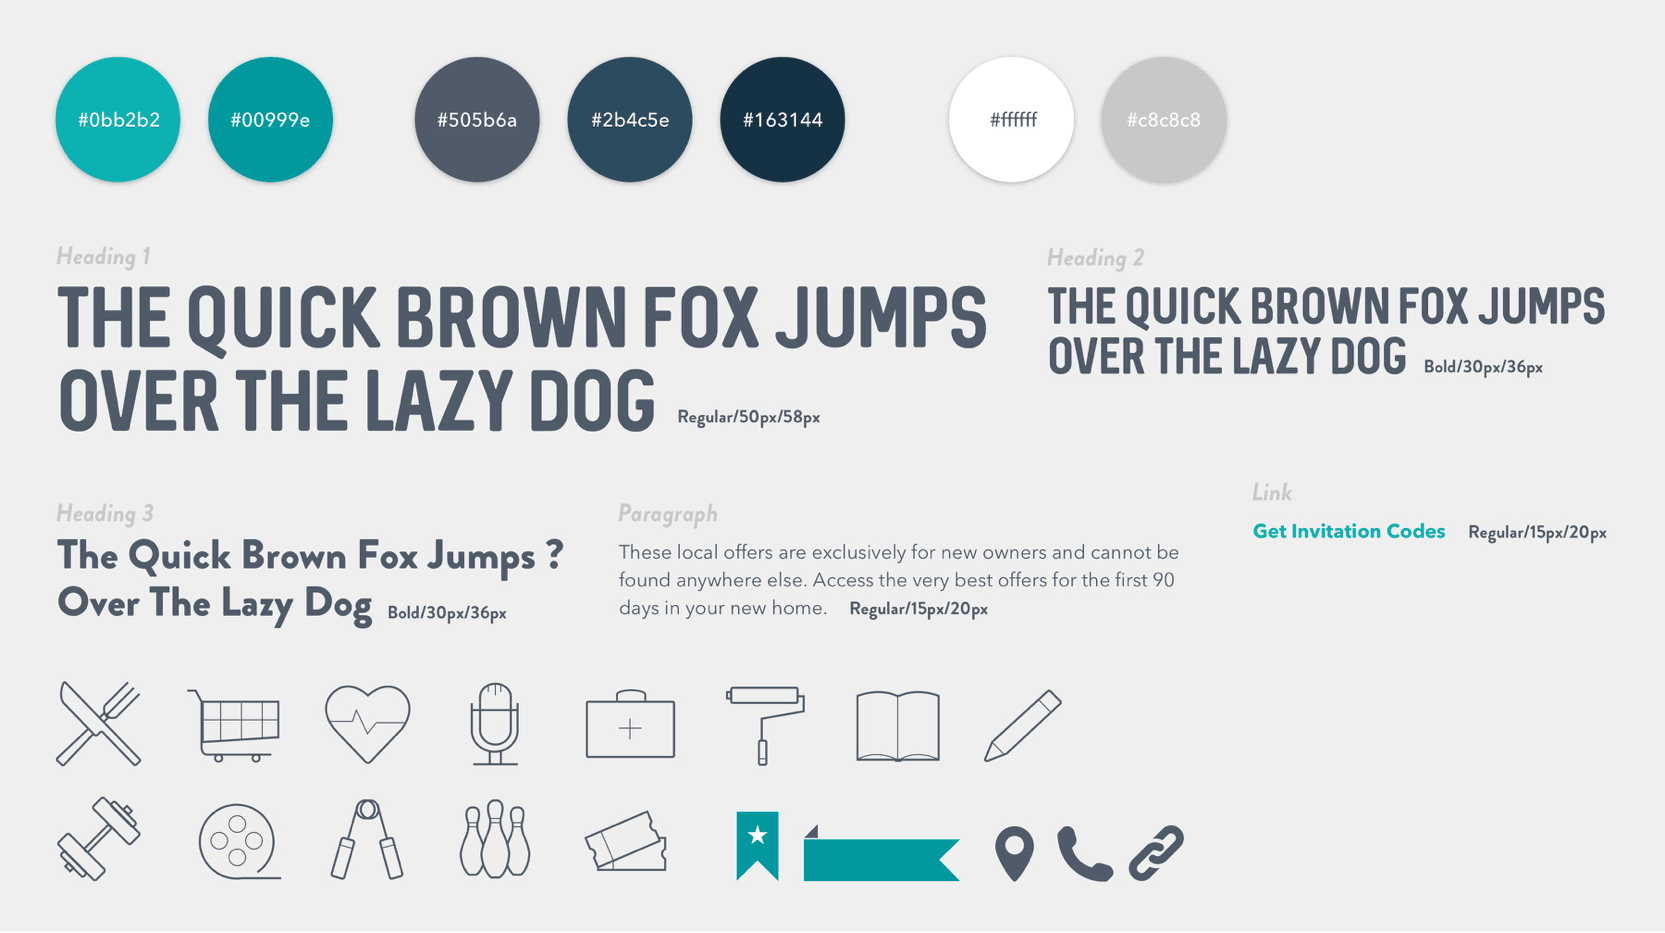 #0bb2b2
#00999e
#505b6a
#2b4c5e
#163144
#ffffff
#c8c8c8
Heading 1
THE QUICK BROWN FOX JUMPS
OVER THE LAZY DOG
Regular/50px/58px
Heading 2
THE QUICK BROWN FOX JUMPS
OVER THE LAZY DOG
Bold/30px/36px
Heading 3
The Quick Brown Fox Jumps ?
Over The Lazy Dog
Bold/30px/36px
Paragraph
These local offers are exclusively for new owners and cannot be
found anywhere else. Access the very best offers for the first 90
days in your new home.
Regular/15px/20px
Link
Get Invitation Codes
Regular/15px/20px